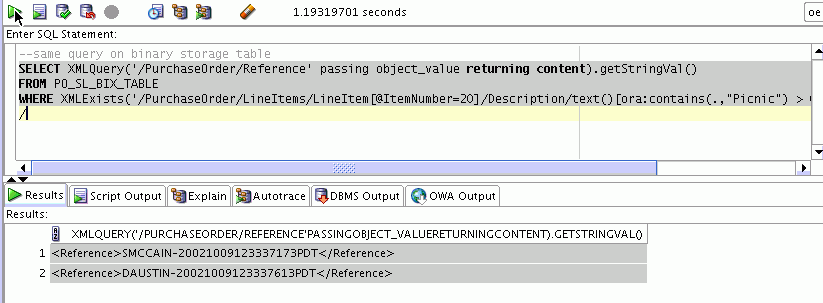 1.19319701 seconds
oe
Enter SQL Statement:
--same query on binary storage table
SELECT XMLQuery('/PurchaseOrder/Reference' passing object_value returning content).getStringVal()
FROM PO_SL_BIX_TABLE
WHERE XMLExists('/PurchaseOrder/LineItems/LineItem[@ItemNumber=20]/Description/text()[ora:contains(.,"Picnic") >
/
Results Script Output Explain Autotrace DBMS Output OWA Output
Results:
XMLQUERY('/PURCHASEORDER/REFERENCE'PASSINGOBJECT_VALUERETURNINGCONTENT).GETSTRINGVAL()
1 <Reference>SMCCAIN-20021009123337173PDT</Reference>
2 <Reference>DAUSTIN-20021009123337613PDT</Reference>